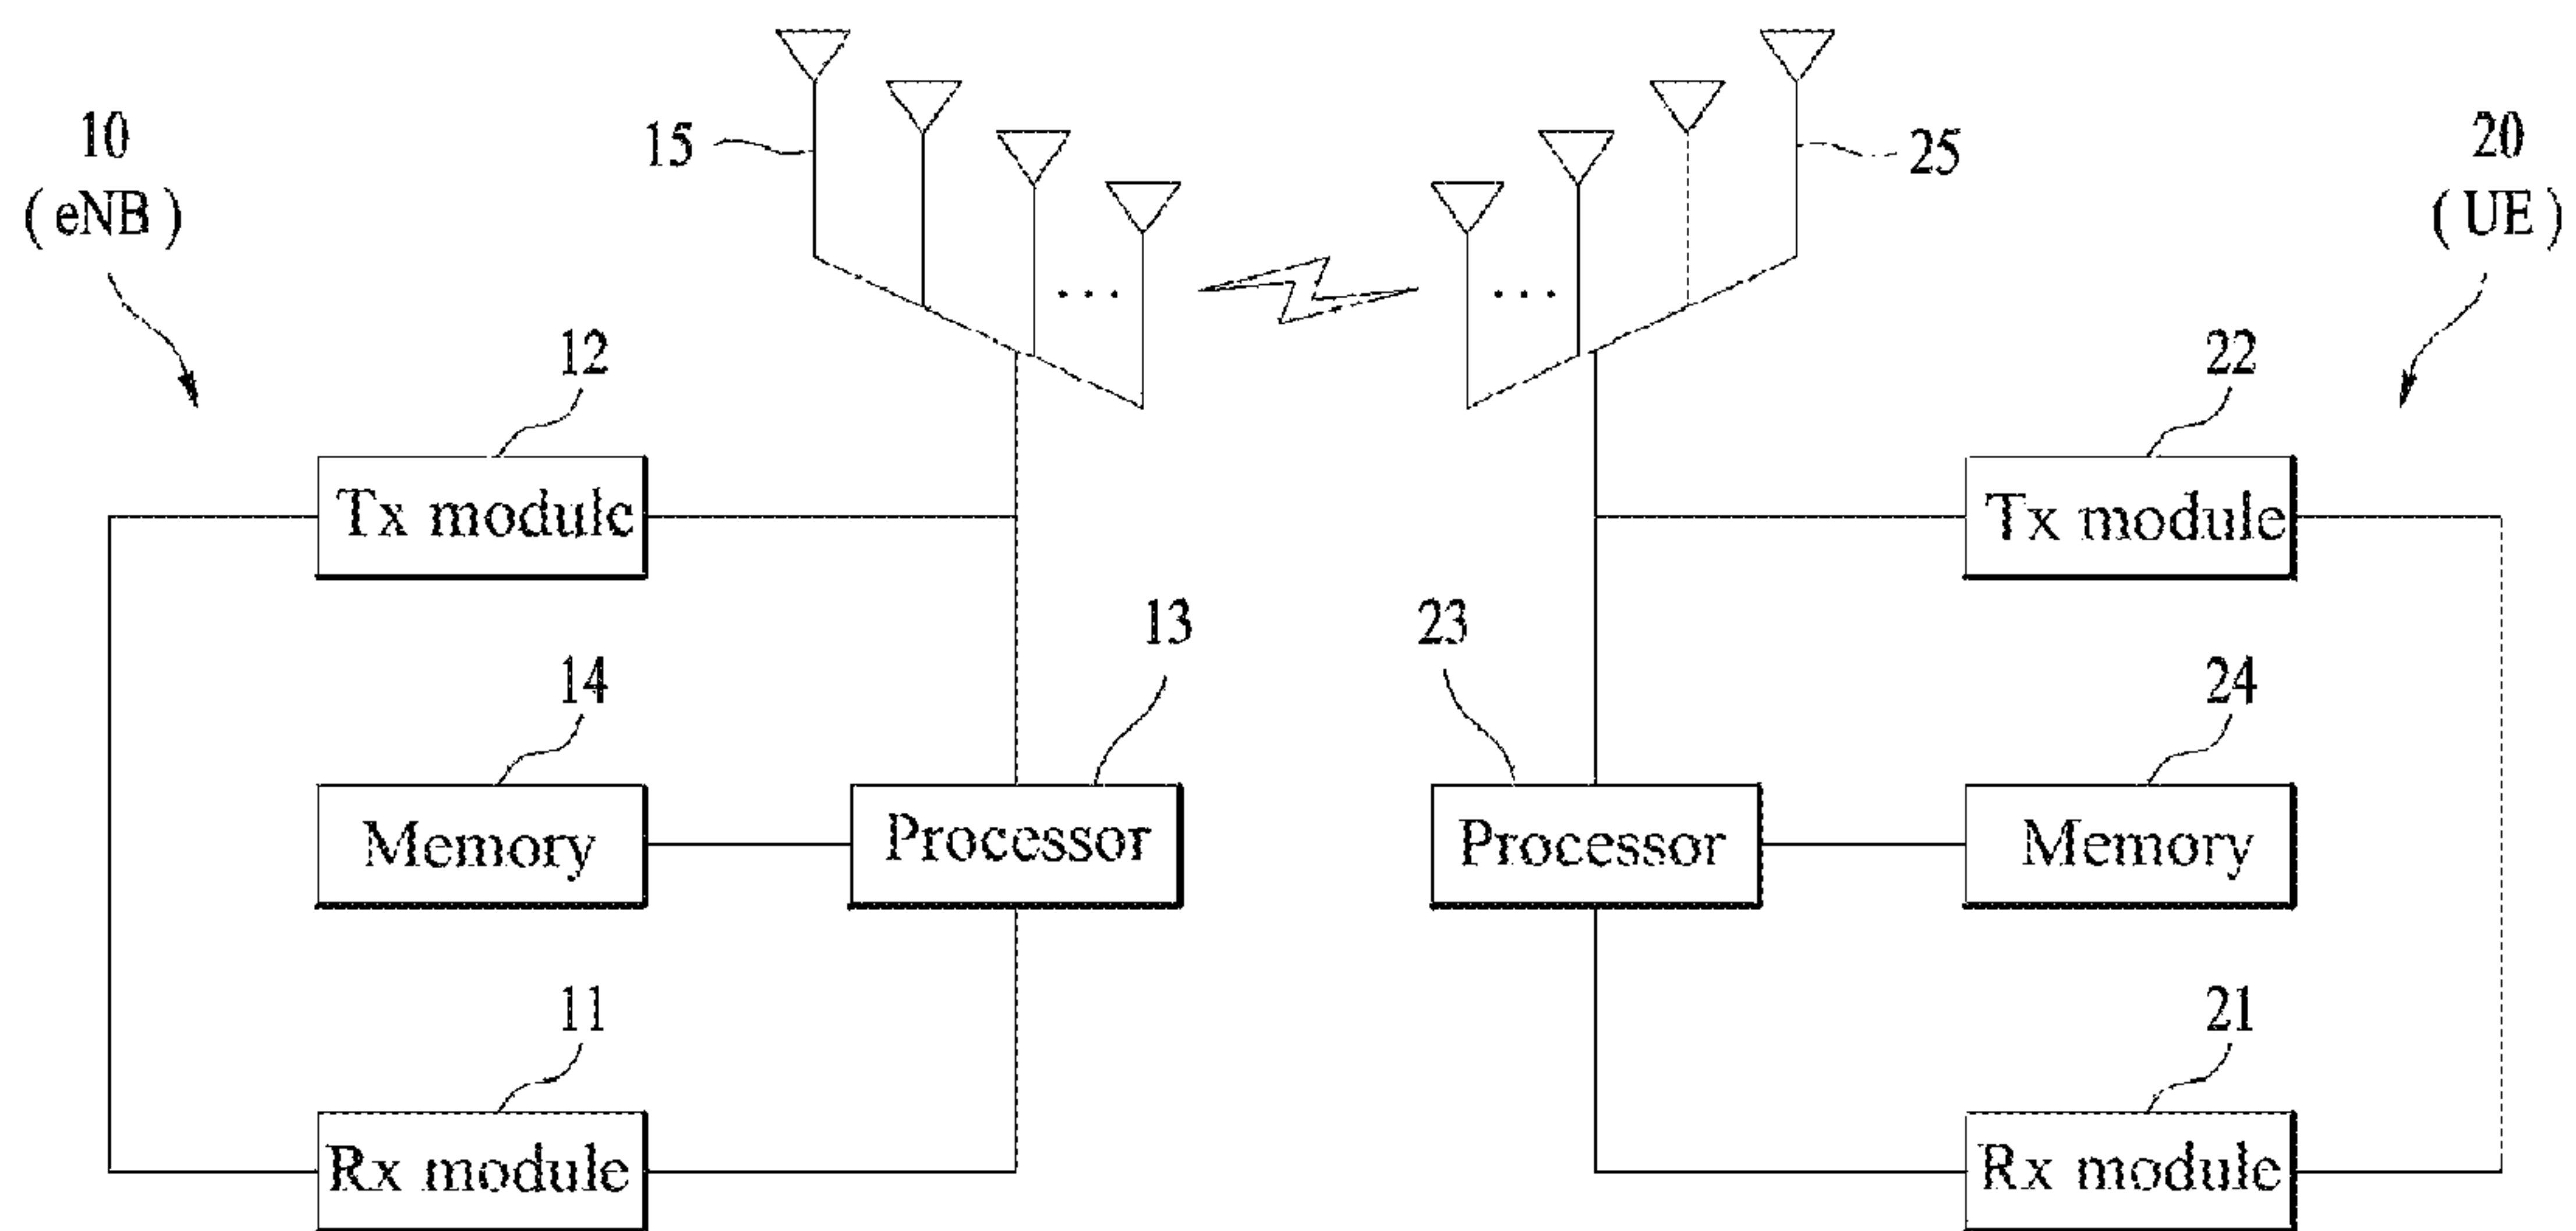 10
( eNB )
15
25
20
( UE )
12
22
Tx module
Tx module
13
23
14
24
Memory
Processor
Processor
Memory
11
21
Rx module
Rx module